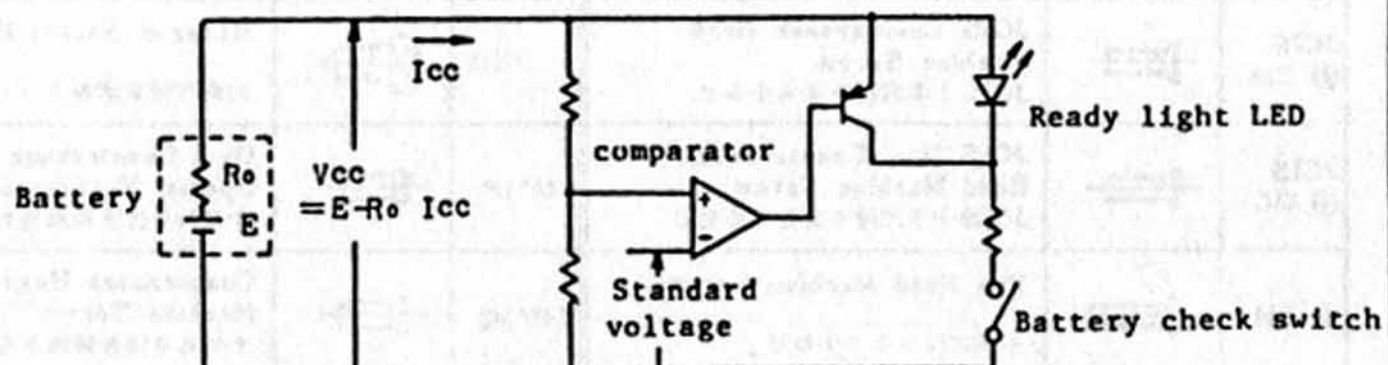 Icc
Battery
Ro
E
Vcc
=E-Ro Icc
comparator
+
-
Standard
voltage
Ready light LED
Battery check switch